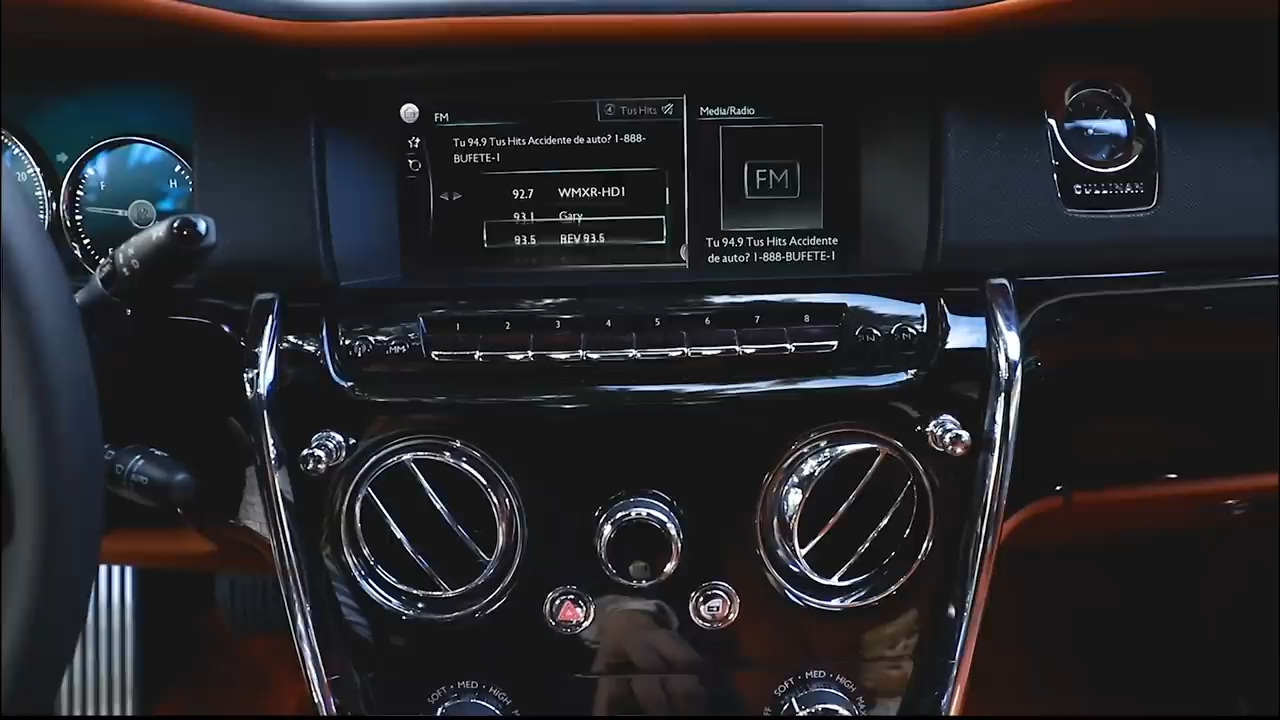 FM
Tus Hits
Media/Radio
Tu 94.9 Tus Hits Accidente de auto? 1-888-
BUFETE-1
92.7 WMXR-HD1
93.1 Gary
93.5 REV 93.5
FM
Tu 94.9 Tus Hits Accidente
de auto? 1-888-BUFETE-1
CULLINAN
20
F
H
1 2 3 4 5 6 7 8
SOFT MED HIGH
SOFT MED HIGH MAX